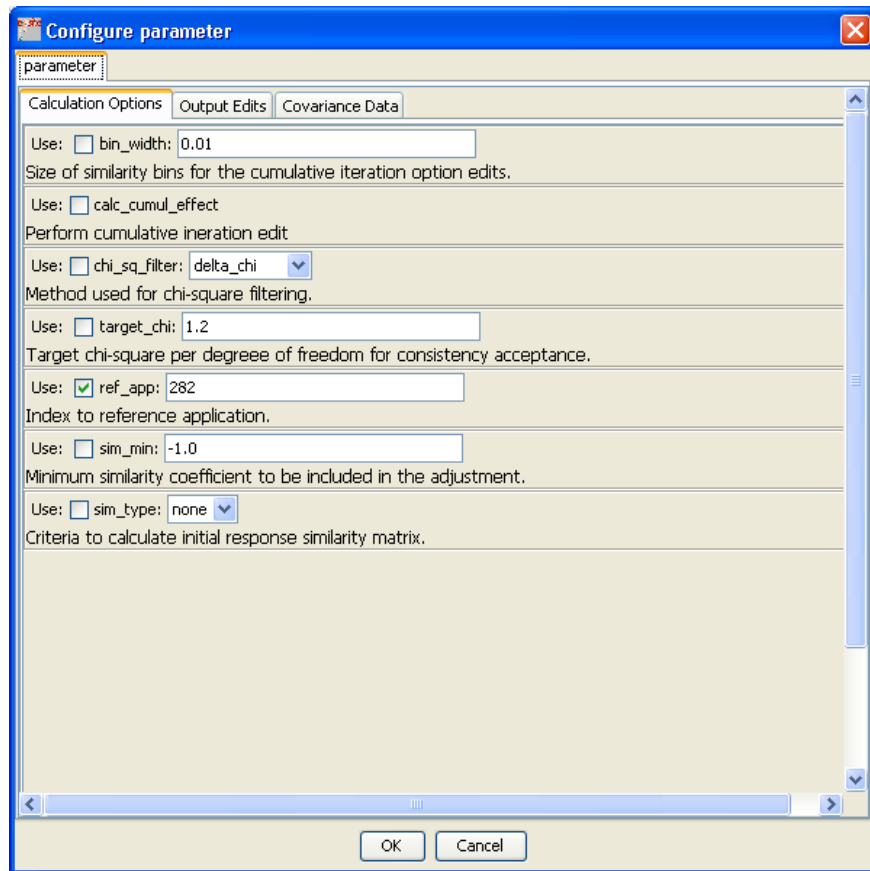 Configure parameter
parameter
Calculation Options Output Edits Covariance Data
Use: bin_width: 0.01
Size of similarity bins for the cumulative iteration option edits.
Use: calc_cumul_effect
Perform cumulative ineration edit
Use: chi_sq_filter: delta_chi
Method used for chi-square filtering.
Use: target_chi: 1.2
Target chi-square per degreee of freedom for consistency acceptance.
Use: ref_app: 282
Index to reference application.
Use: sim_min: -1.0
Minimum similarity coefficient to be included in the adjustment.
Use: sim_type: none
Criteria to calculate initial response similarity matrix.
OK Cancel